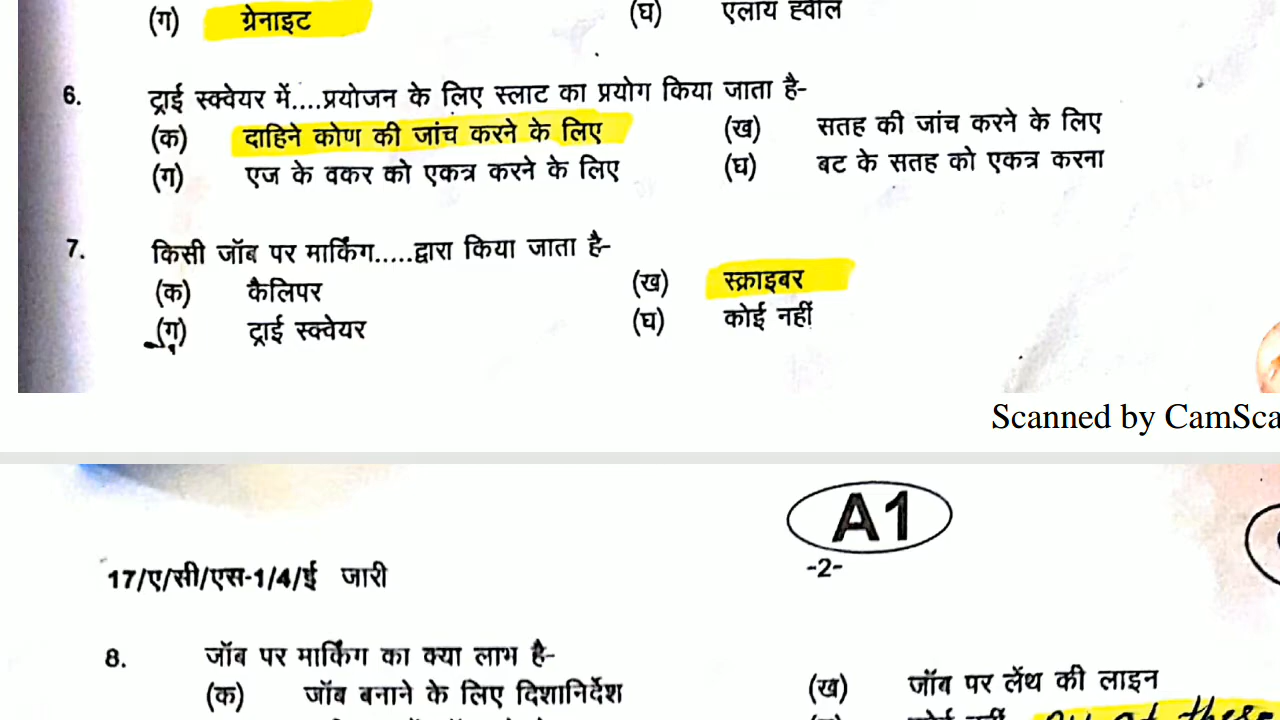 (ग) ग्रेनाइट (घ) एलाय ह्वील
6. ट्राई स्क्वेयर में....प्रयोजन के लिए स्लाट का प्रयोग किया जाता है-
(क) दाहिने कोण की जांच करने के लिए (ख) सतह की जांच करने के लिए
(ग) एज के वकर को एकत्र करने के लिए (घ) बट के सतह को एकत्र करना
7. किसी जॉब पर मार्किंग.....द्वारा किया जाता है-
(क) कैलिपर (ख) स्क्राइबर
(ग) ट्राई स्क्वेयर (घ) कोई नहीं
Scanned by CamSca
A1
-2-
17/ए/सी/एस-1/4/ई जारी
8. जॉब पर मार्किंग का क्या लाभ है-
(क) जॉब बनाने के लिए दिशानिर्देश (ख) जॉब पर लेंथ की लाइन